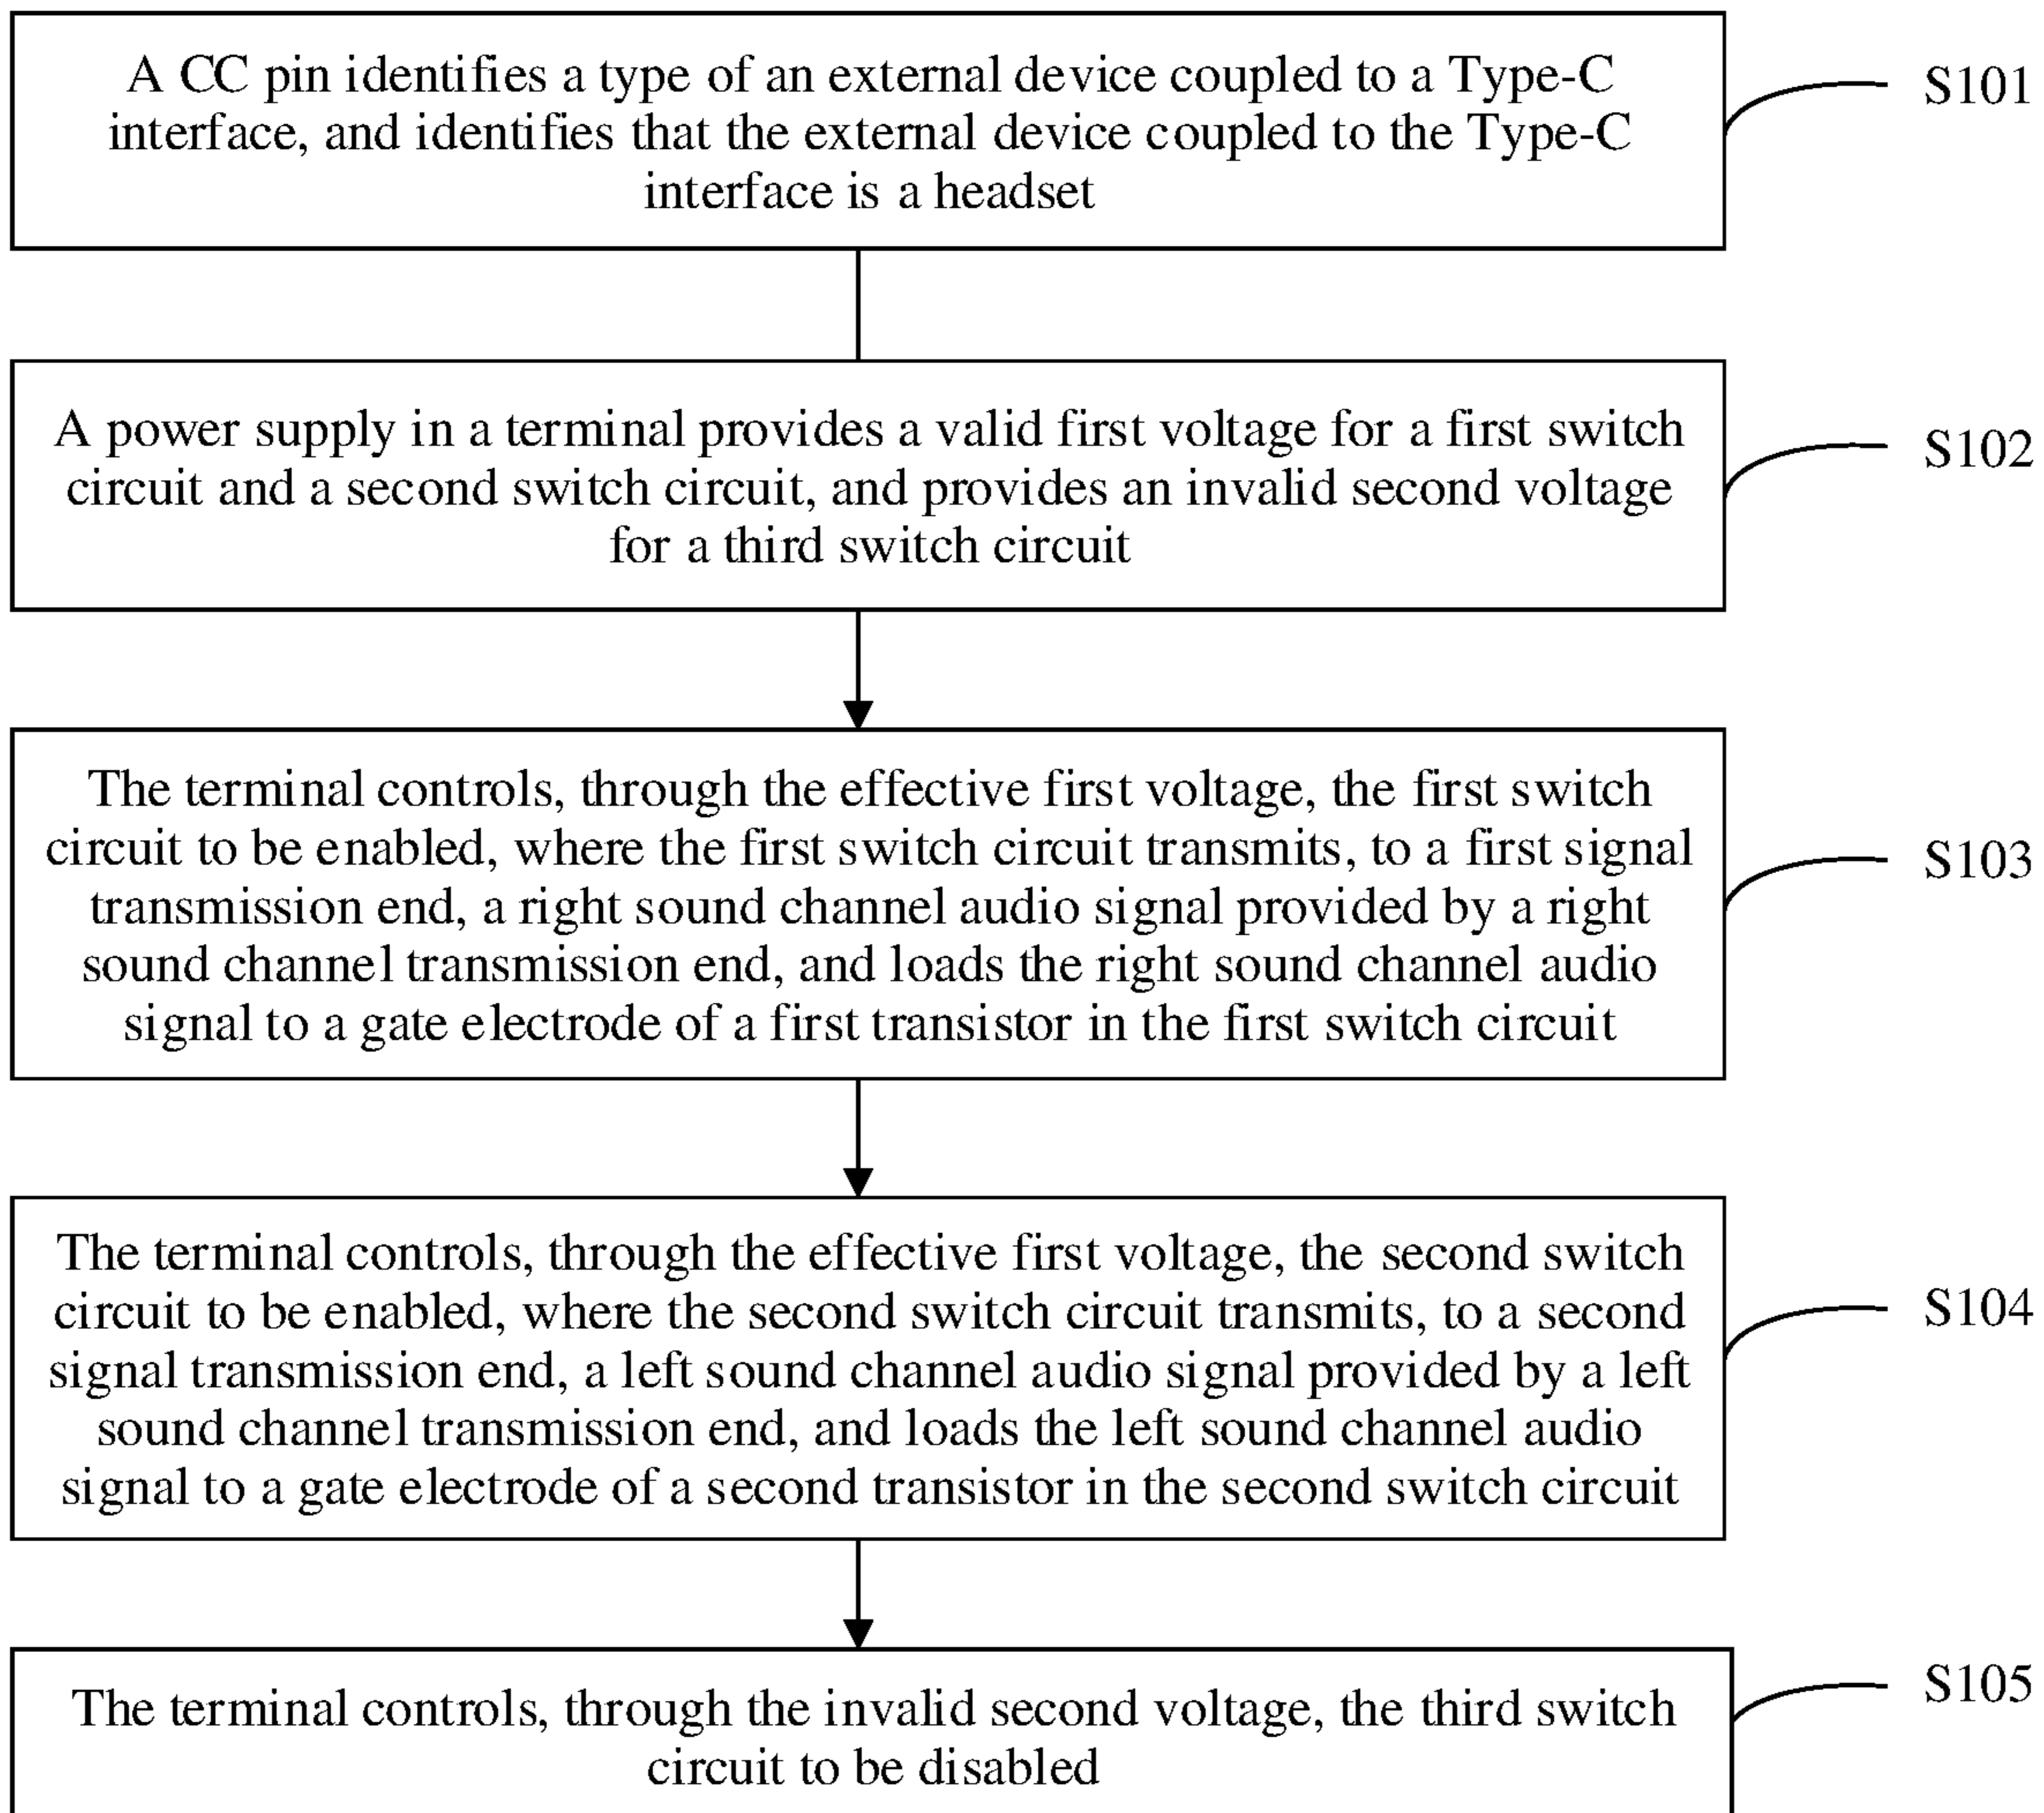 A CC pin identifies a type of an external device coupled to a Type-C
interface, and identifies that the external device coupled to the Type-C
interface is a headset
S101
A power supply in a terminal provides a valid first voltage for a first switch
circuit and a second switch circuit, and provides an invalid second voltage
for a third switch circuit
S102
The terminal controls, through the effective first voltage, the first switch
circuit to be enabled, where the first switch circuit transmits, to a first signal
transmission end, a right sound channel audio signal provided by a right
sound channel transmission end, and loads the right sound channel audio
signal to a gate electrode of a first transistor in the first switch circuit
S103
The terminal controls, through the effective first voltage, the second switch
circuit to be enabled, where the second switch circuit transmits, to a second
signal transmission end, a left sound channel audio signal provided by a left
sound channel transmission end, and loads the left sound channel audio
signal to a gate electrode of a second transistor in the second switch circuit
S104
The terminal controls, through the invalid second voltage, the third switch
circuit to be disabled
S105